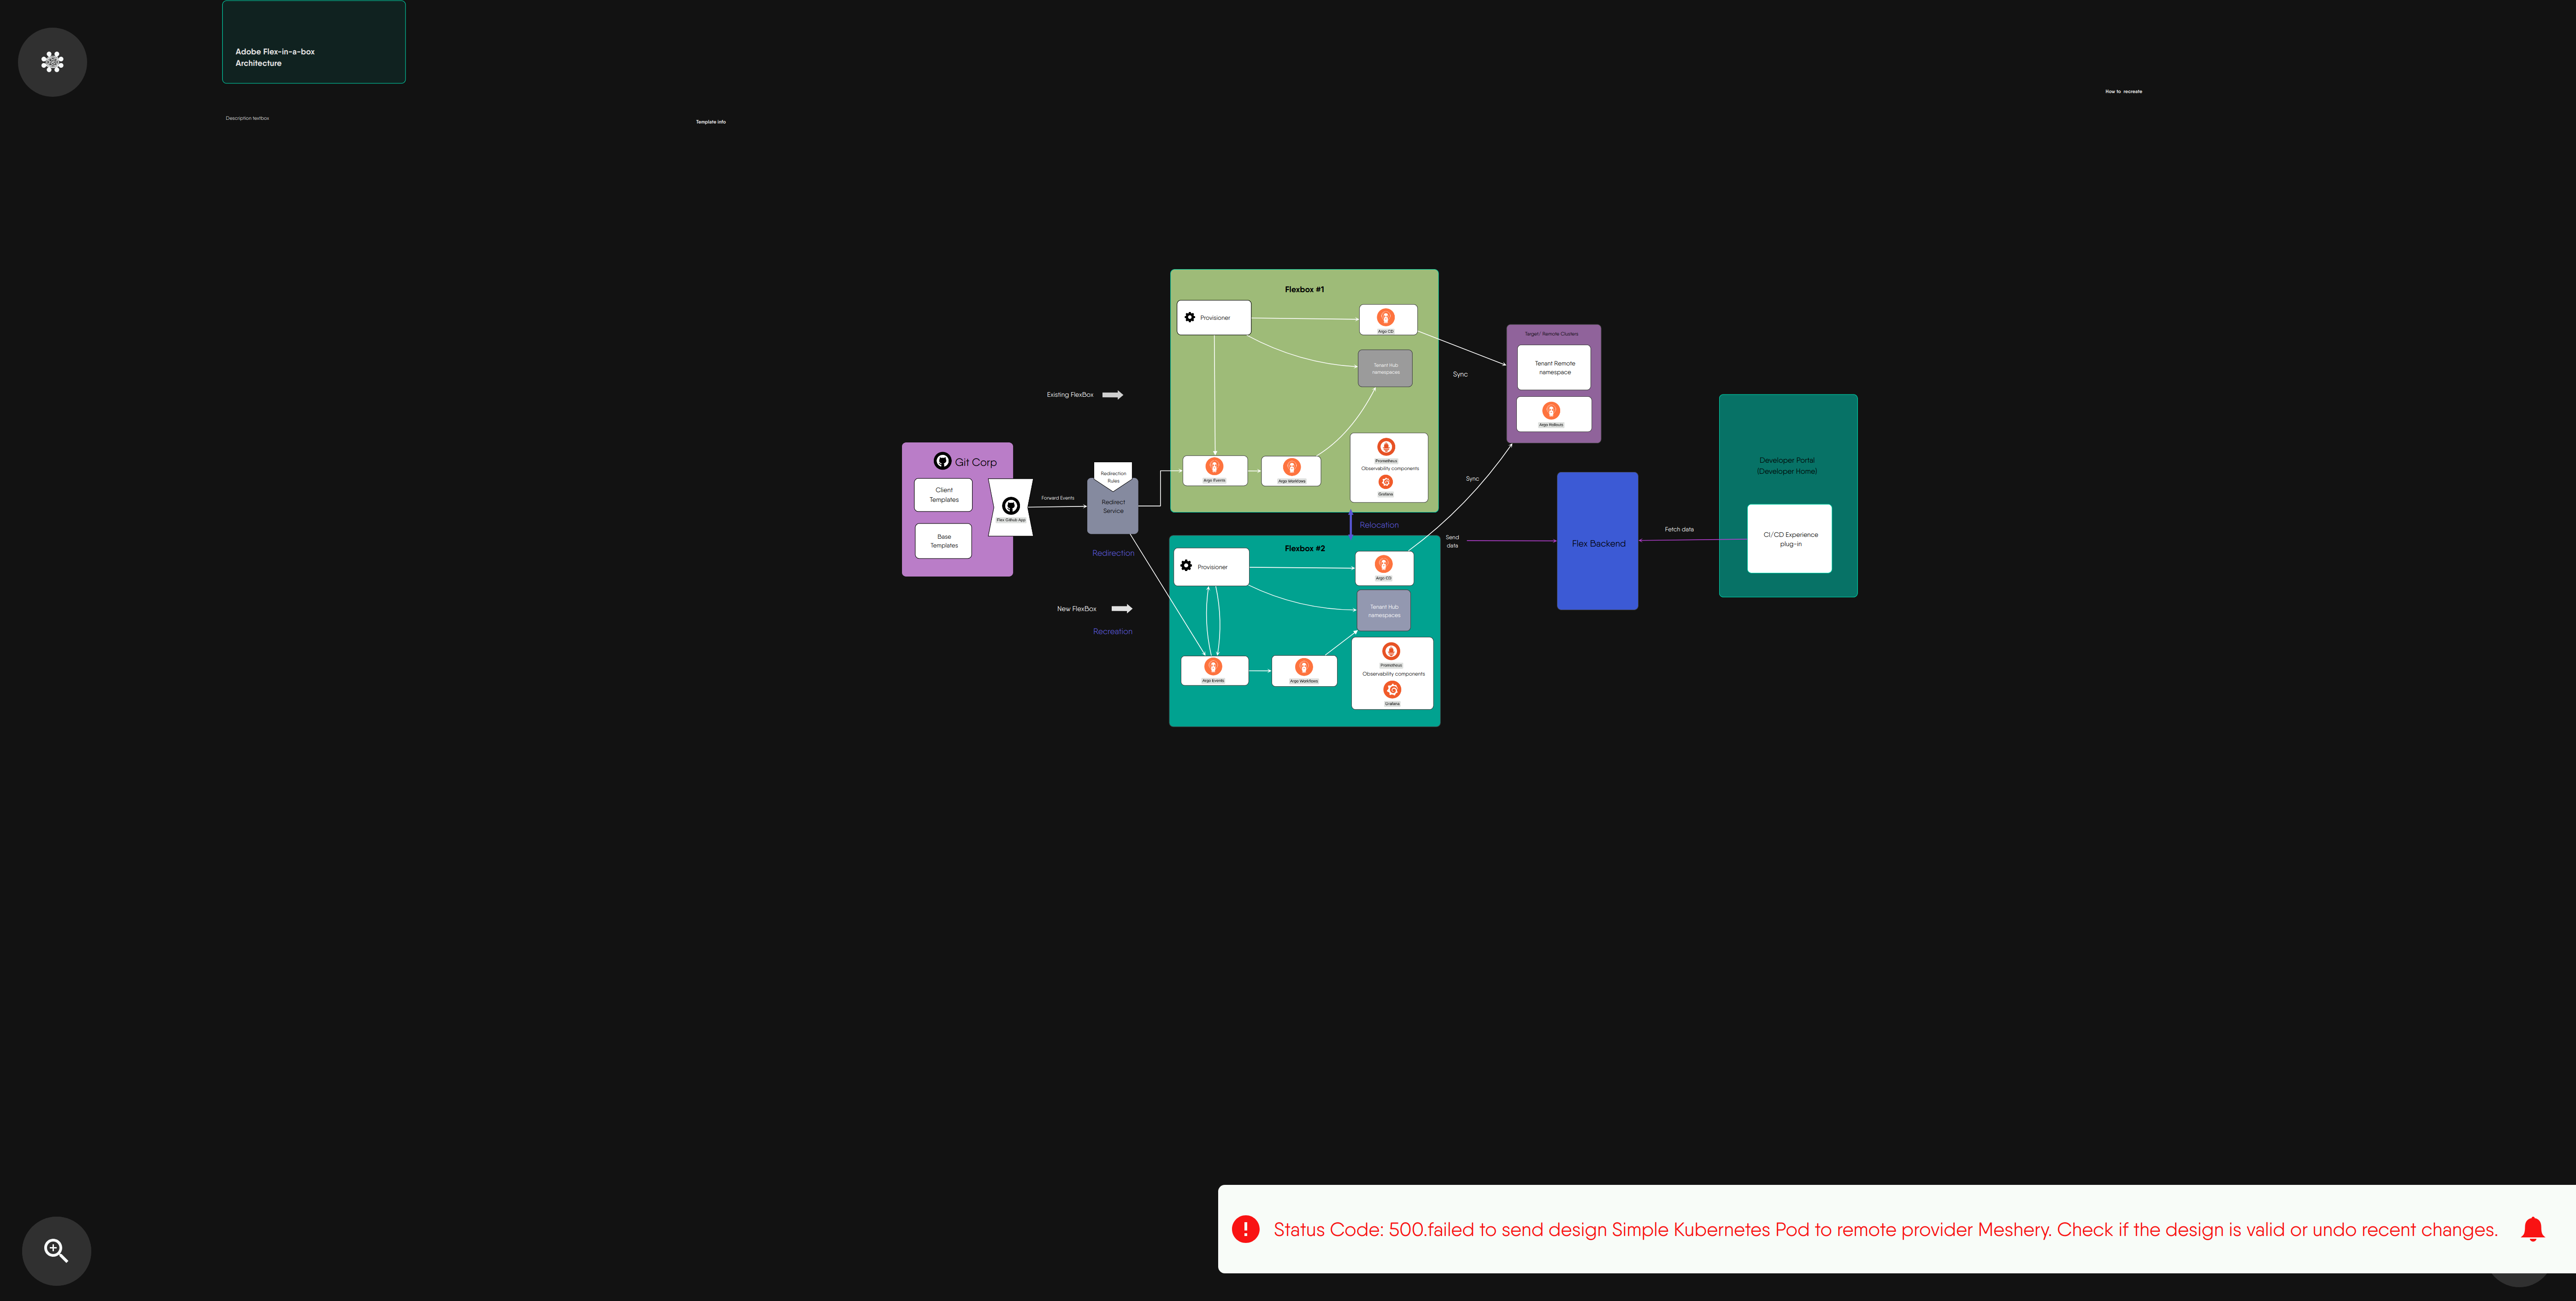 Adobe Flex-in-a-box
Architecture
How to recreate
Description textbox
Template info
Flexbox #1
Provisioner
Argo CD
Tenant Hub
namespaces
Argo Events
Argo Workflows
Prometheus
Observability components
Grafana
Existing FlexBox
Git Corp
Client
Templates
Base
Templates
Flex Github App
Forward Events
Redirection
Rules
Redirect
Service
Redirection
New FlexBox
Recreation
Relocation
Flexbox #2
Provisioner
Argo CD
Tenant Hub
namespaces
Argo Events
Argo Workflows
Prometheus
Observability components
Grafana
Sync
Sync
Target/ Remote Clusters
Tenant Remote
namespace
Argo Rollouts
Send
data
Flex Backend
Fetch data
Developer Portal
(Developer Home)
CI/CD Experience
plug-in
Status Code: 500.failed to send design Simple Kubernetes Pod to remote provider Meshery. Check if the design is valid or undo recent changes.